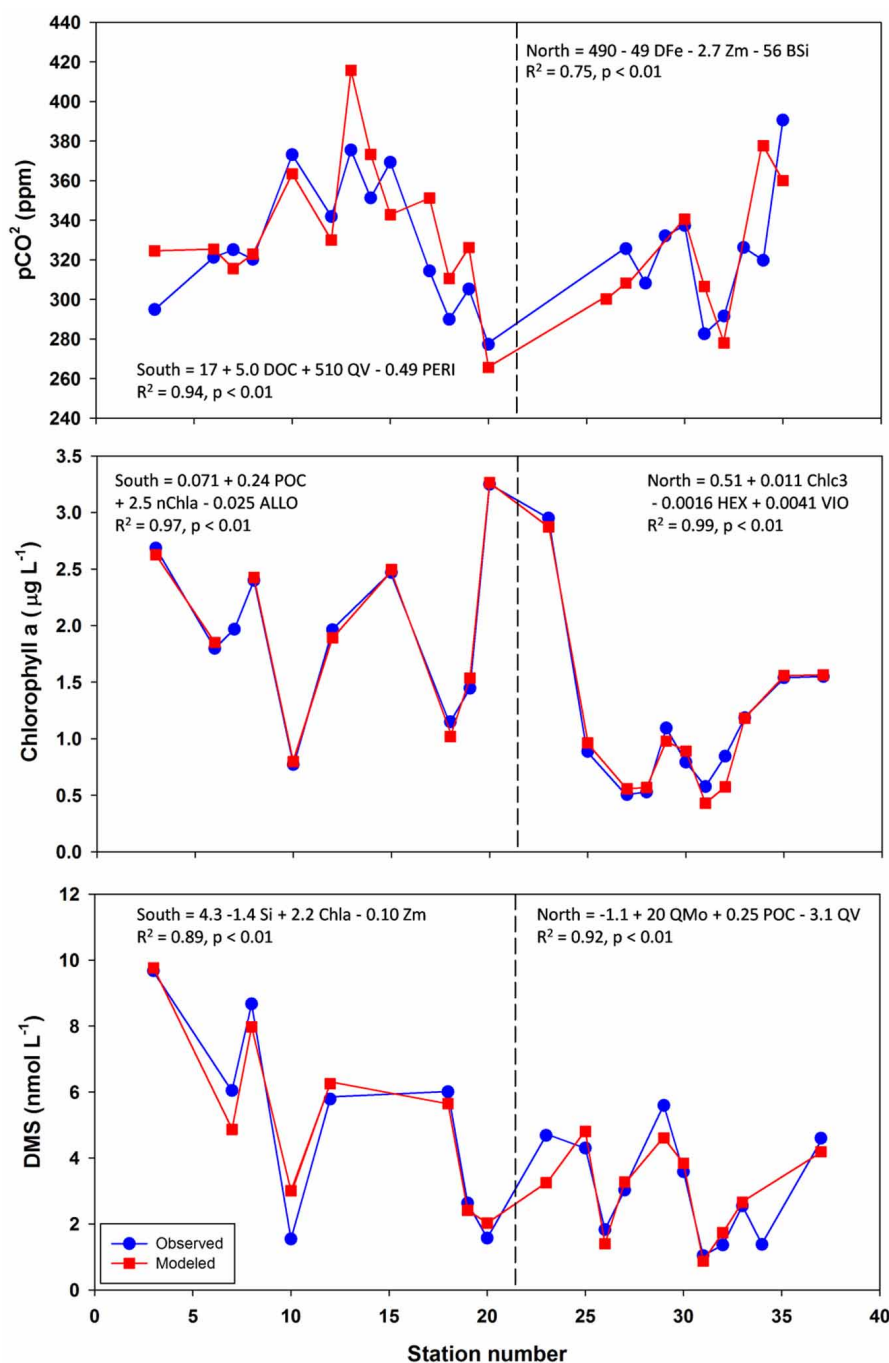 440
420
400
380
360
340
320
300
280
260
240
pCO² (ppm)
North = 490 - 49 DFe - 2.7 Zm - 56 BSi
R² = 0.75, p < 0.01
South = 17 + 5.0 DOC + 510 QV - 0.49 PERI
R² = 0.94, p < 0.01
3.5
3.0
2.5
2.0
1.5
1.0
0.5
0.0
Chlorophyll a ( μg L⁻¹)
South = 0.071 + 0.24 POC
+ 2.5 nChla - 0.025 ALLO
R² = 0.97, p < 0.01
North = 0.51 + 0.011 Chlc3
- 0.0016 HEX + 0.0041 VIO
R² = 0.99, p < 0.01
12
10
8
6
4
2
0
DMS (nmol L⁻¹)
South = 4.3 -1.4 Si + 2.2 Chla - 0.10 Zm
R² = 0.89, p < 0.01
North = -1.1 + 20 QMo + 0.25 POC - 3.1 QV
R² = 0.92, p < 0.01
Observed
Modeled
0 5 10 15 20 25 30 35 40
Station number